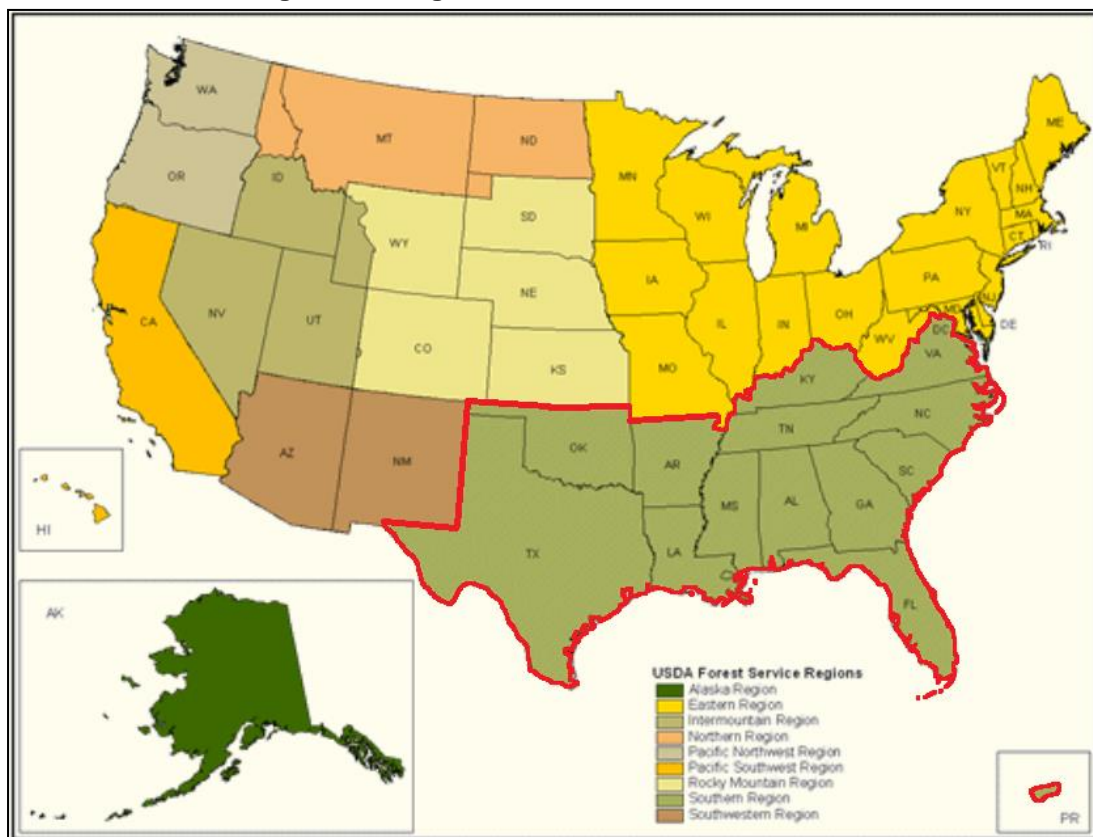 WA
MT
ND
ME
OR
ID
MN
VT
NH
WI
NY
MA
SD
WY
MI
CT
RI
IA
PA
NE
NJ
NV
UT
IL
IN
OH
MD
DE
CA
CO
WV
DC
VA
KS
MO
KY
NC
TN
AZ
NM
OK
AR
SC
MS
AL
GA
HI
TX
LA
FL
AK
USDA Forest Service Regions
Alaska Region
Eastern Region
Intermountain Region
Northern Region
Pacific Northwest Region
Pacific Southwest Region
Rocky Mountain Region
Southern Region
Southwestern Region
PR